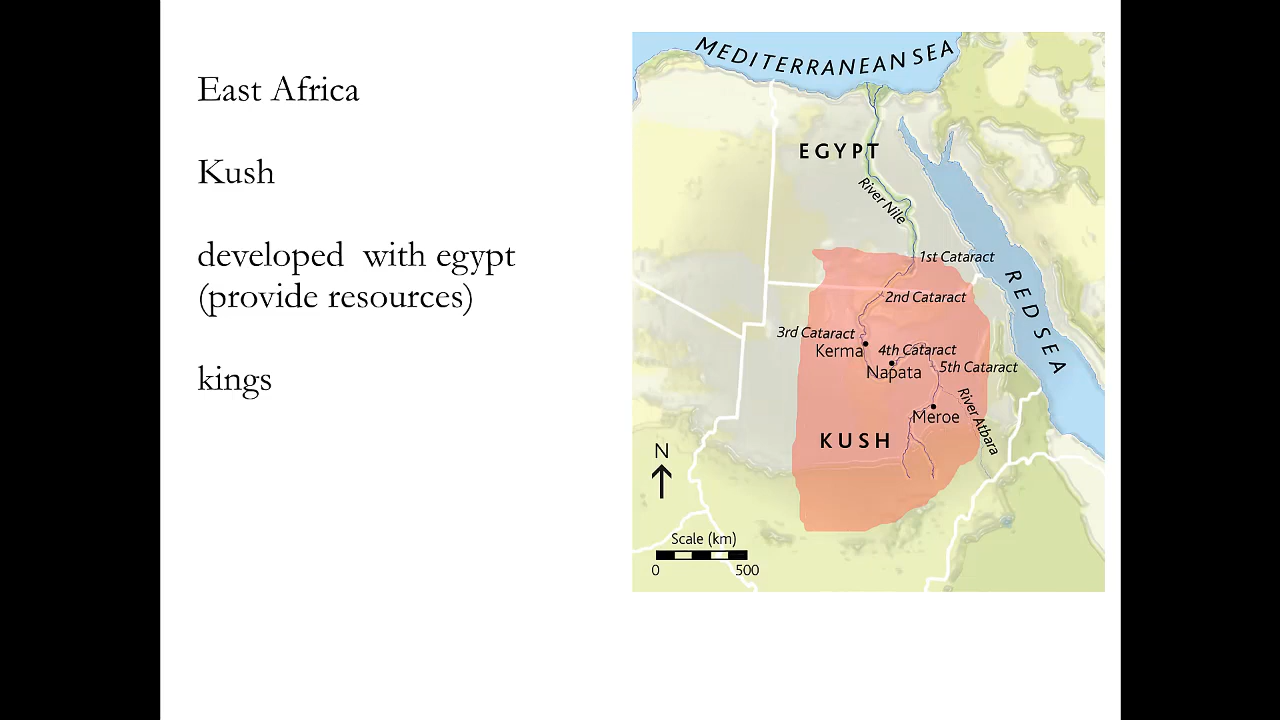 East Africa
Kush
developed with egypt
(provide resources)
kings
MEDITERRANEAN SEA
EGYPT
River Nile
1st Cataract
2nd Cataract
3rd Cataract
Kerma
4th Cataract
Napata
5th Cataract
Meroe
River Atbara
KUSH
RED SEA
N
Scale (km)
0 500